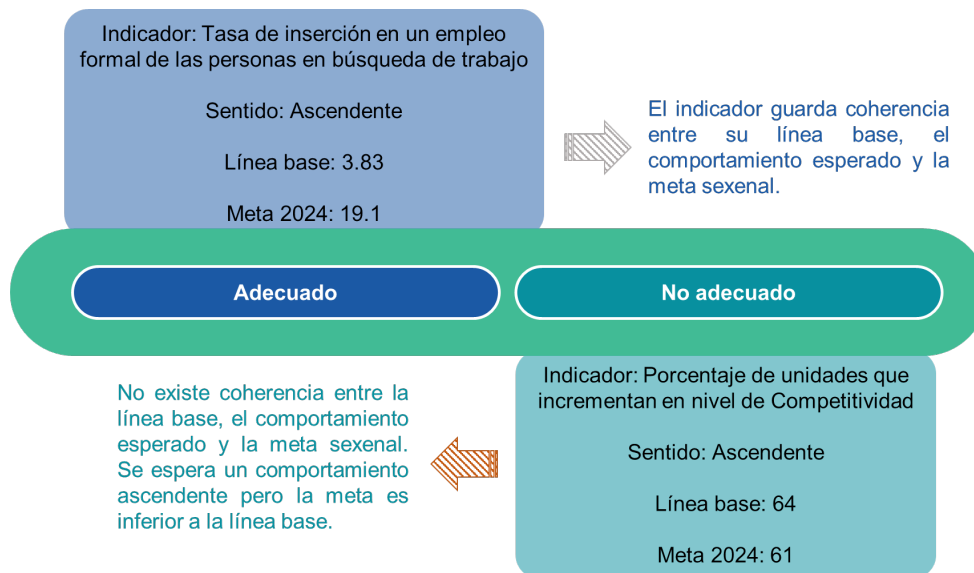 Indicador: Tasa de inserción en un empleo
formal de las personas en búsqueda de trabajo
Sentido: Ascendente
Línea base: 3.83
Meta 2024: 19.1
El indicador guarda coherencia
entre su línea base, el
comportamiento esperado y la
meta sexenal.
Adecuado
No adecuado
No existe coherencia entre la
línea base, el comportamiento
esperado y la meta sexenal.
Se espera un comportamiento
ascendente pero la meta es
inferior a la línea base.
Indicador: Porcentaje de unidades que
incrementan en nivel de Competitividad
Sentido: Ascendente
Línea base: 64
Meta 2024: 61